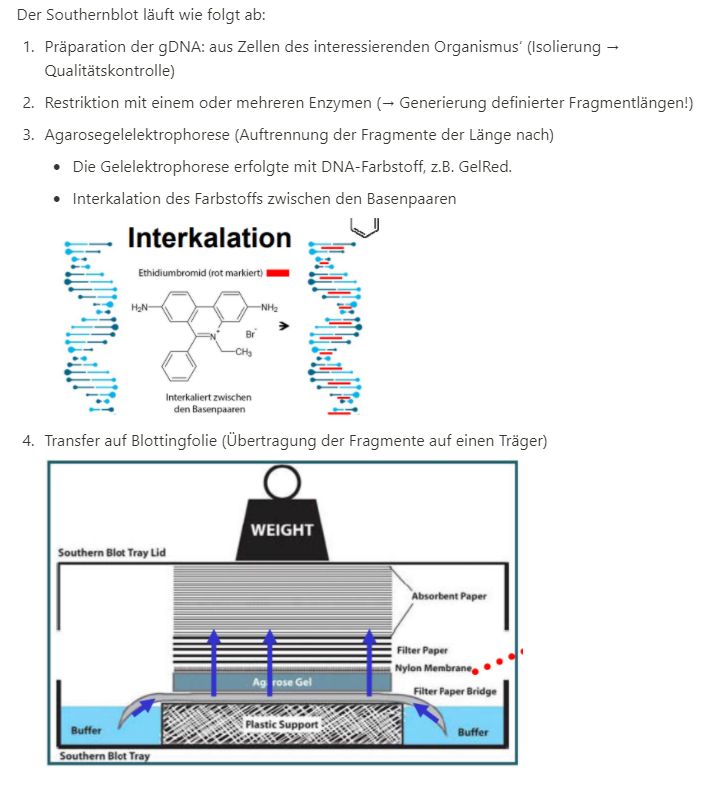 Der Southernblot läuft wie folgt ab:
1. Präparation der gDNA: aus Zellen des interessierenden Organismus‘ (Isolierung →
Qualitätskontrolle)
2. Restriktion mit einem oder mehreren Enzymen (→ Generierung definierter Fragmentlängen!)
3. Agarosegelelektrophorese (Auftrennung der Fragmente der Länge nach)
• Die Gelelektrophorese erfolgte mit DNA-Farbstoff, z.B. GelRed.
• Interkalation des Farbstoffs zwischen den Basenpaaren
Interkalation
Ethidiumbromid (rot markiert)
H₂N
NH₂
N⁺
Br⁻
CH₃
Interkaliert zwischen
den Basenpaaren
4. Transfer auf Blottingfolie (Übertragung der Fragmente auf einen Träger)
WEIGHT
Southern Blot Tray Lid
Absorbent Paper
Filter Paper
Nylon Membrane
Agarose Gel
Filter Paper Bridge
Plastic Support
Buffer
Buffer
Southern Blot Tray